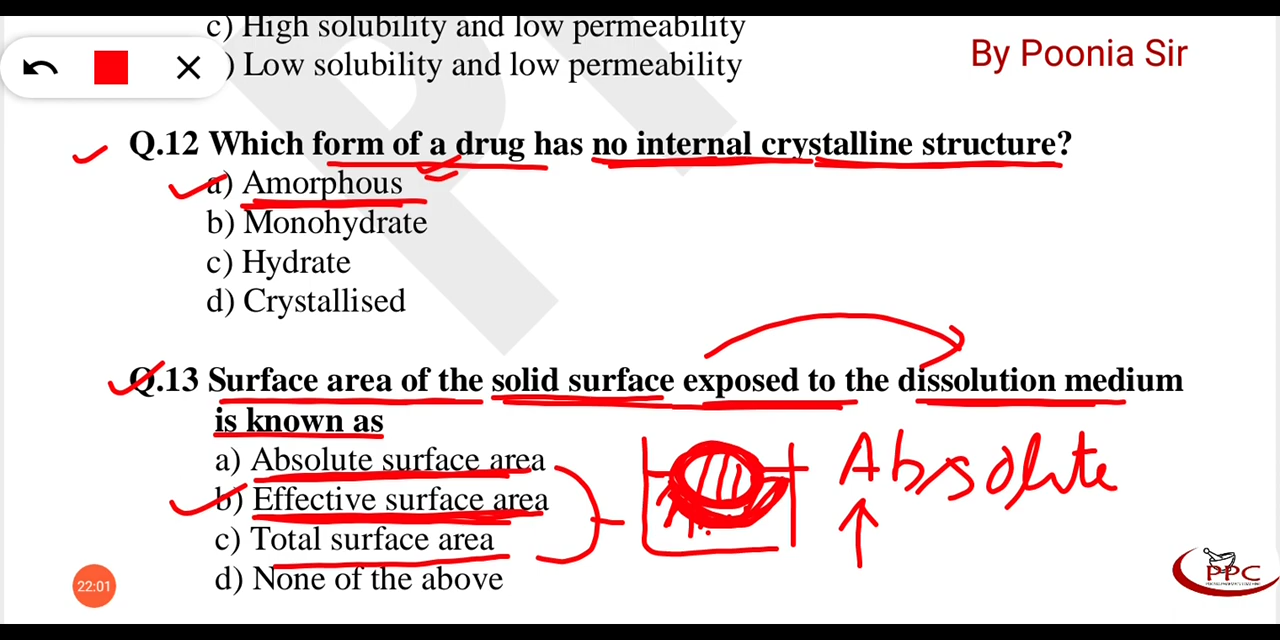 c) High solubility and low permeability
) Low solubility and low permeability
By Poonia Sir
Q.12 Which form of a drug has no internal crystalline structure?
a) Amorphous
b) Monohydrate
c) Hydrate
d) Crystallised
Q.13 Surface area of the solid surface exposed to the dissolution medium
is known as
a) Absolute surface area
b) Effective surface area
c) Total surface area
d) None of the above
Absolute
22:01
PPC